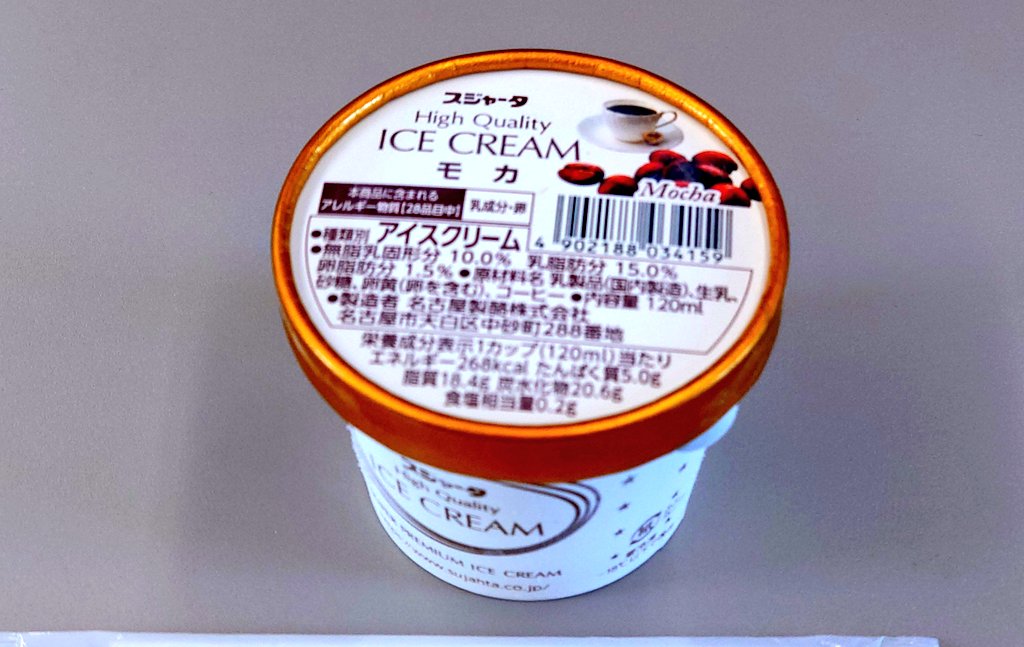 スジャータ
High Quality
ICE CREAM
モカ
Mocha
本商品に含まれる
アレルギー物質[28品目中]
乳成分・卵
4 902188 034159
●種類別 アイスクリーム
●無脂乳固形分 10.0% 乳脂肪分 15.0%
卵脂肪分 1.5% ●原材料名 乳製品(国内製造)、生乳、
砂糖、卵黄(卵を含む)、コーヒー ●内容量 120ml
●製造者 名古屋製酪株式会社
名古屋市天白区中砂町288番地
栄養成分表示1カップ(120ml)当たり
エネルギー268kcal たんぱく質5.0g
脂質18.4g 炭水化物20.6g
食塩相当量0.2g
スジャータ
High Quality
ICE CREAM
PREMIUM ICE CREAM
www.sujahta.co.jp/